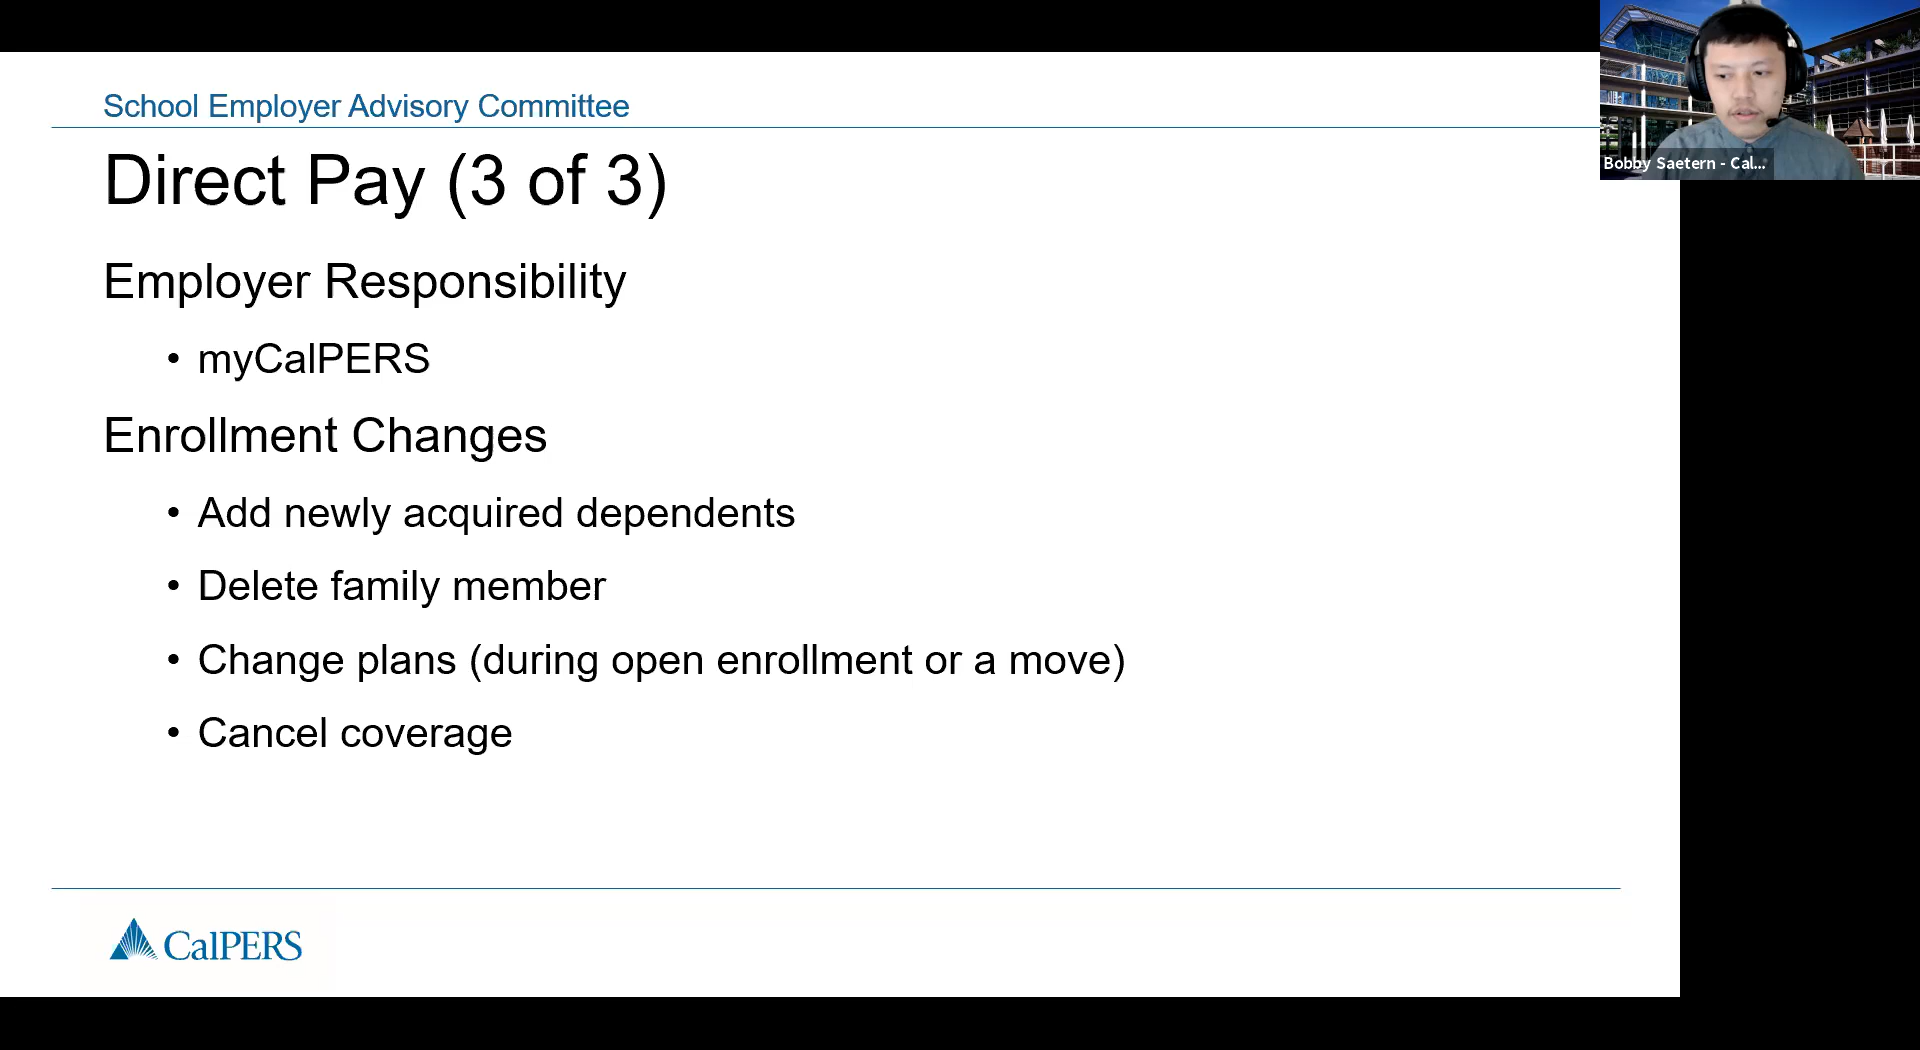 School Employer Advisory Committee
Direct Pay (3 of 3)
Employer Responsibility
• myCalPERS
Enrollment Changes
• Add newly acquired dependents
• Delete family member
• Change plans (during open enrollment or a move)
• Cancel coverage
CalPERS
Bobby Saetern - Cal...